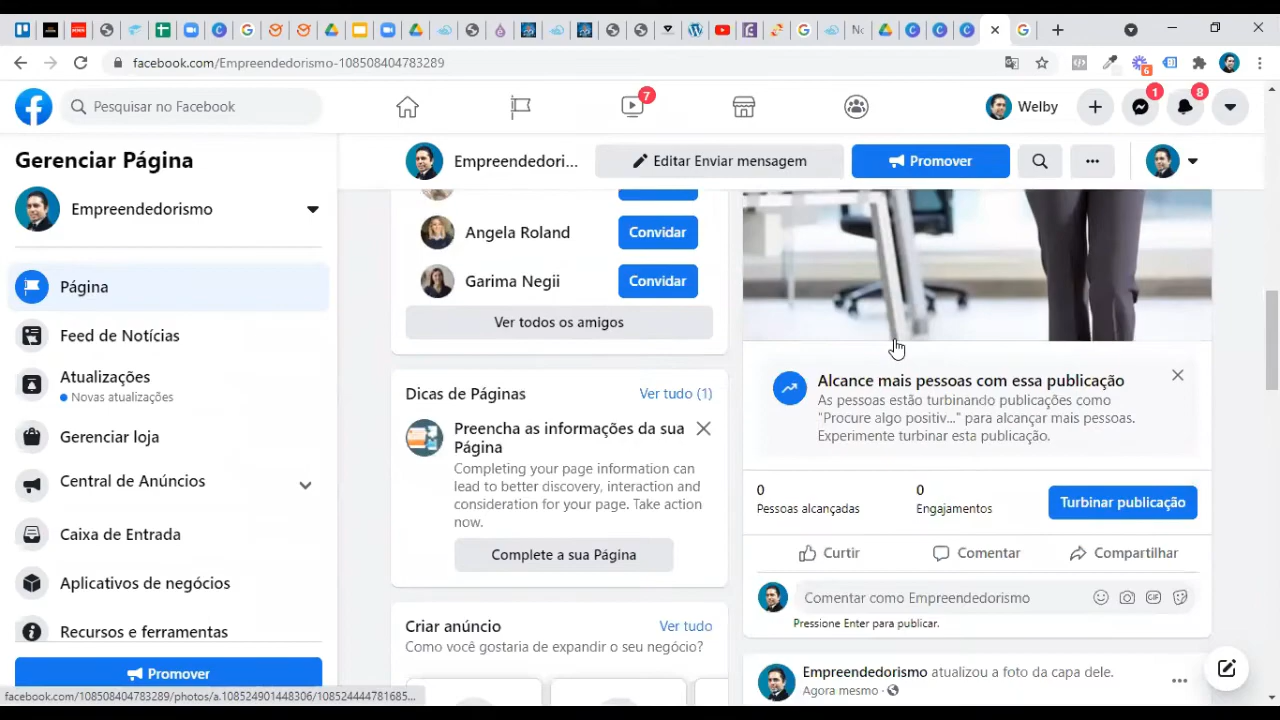 facebook.com/Empreendedorismo-108508404783289
Pesquisar no Facebook
7
Welby
1
8
6
Nc
Gerenciar Página
Empreendedorismo
Página
Feed de Notícias
Atualizações
Novas atualizações
Gerenciar loja
Central de Anúncios
Caixa de Entrada
Aplicativos de negócios
Recursos e ferramentas
Promover
facebook.com/108508404783289/photos/a.108524901448306/108524444781685...
Empreendedori...
Editar Enviar mensagem
Promover
Angela Roland
Convidar
Garima Negii
Convidar
Ver todos os amigos
Dicas de Páginas
Ver tudo (1)
Preencha as informações da sua
Página
Completing your page information can
lead to better discovery, interaction and
consideration for your page. Take action
now.
Complete a sua Página
Criar anúncio
Ver tudo
Como você gostaria de expandir o seu negócio?
Alcance mais pessoas com essa publicação
As pessoas estão turbinando publicações como
"Procure algo positiv..." para alcançar mais pessoas.
Experimente turbinar esta publicação.
0
Pessoas alcançadas
0
Engajamentos
Turbinar publicação
Curtir
Comentar
Compartilhar
Comentar como Empreendedorismo
GIF
Pressione Enter para publicar.
Empreendedorismo atualizou a foto da capa dele.
Agora mesmo ·